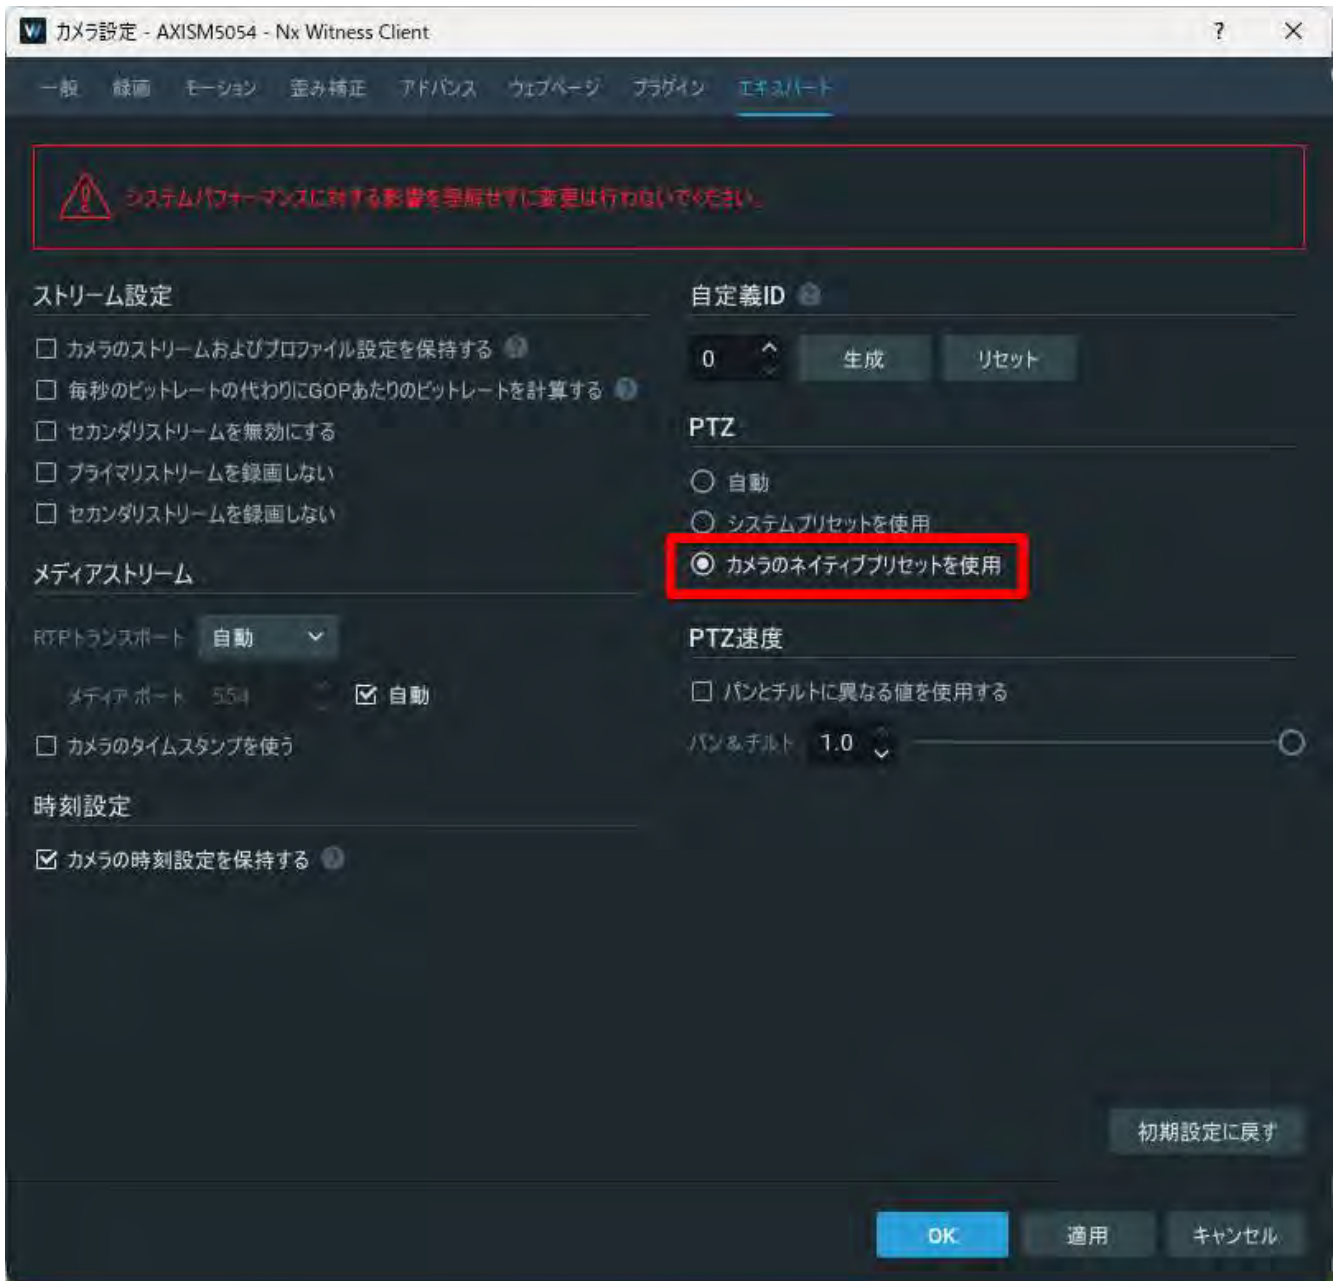 カメラ設定 - AXISM5054 - Nx Witness Client
一般 録画 モーション 歪み補正 アドバンス ウェブページ プラグイン エキスパート
システムパフォーマンスに対する影響を理解せずに変更は行わないでください。
ストリーム設定
カメラのストリームおよびプロファイル設定を保持する
毎秒のビットレートの代わりにGOPあたりのビットレートを計算する
セカンダリストリームを無効にする
プライマリストリームを録画しない
セカンダリストリームを録画しない
メディアストリーム
RTPトランスポート 自動
メディア ポート 554 自動
カメラのタイムスタンプを使う
時刻設定
カメラの時刻設定を保持する
自定義ID
0 生成 リセット
PTZ
自動
システムプリセットを使用
カメラのネイティブプリセットを使用
PTZ速度
パンとチルトに異なる値を使用する
パン&チルト 1.0
初期設定に戻す
OK 適用 キャンセル